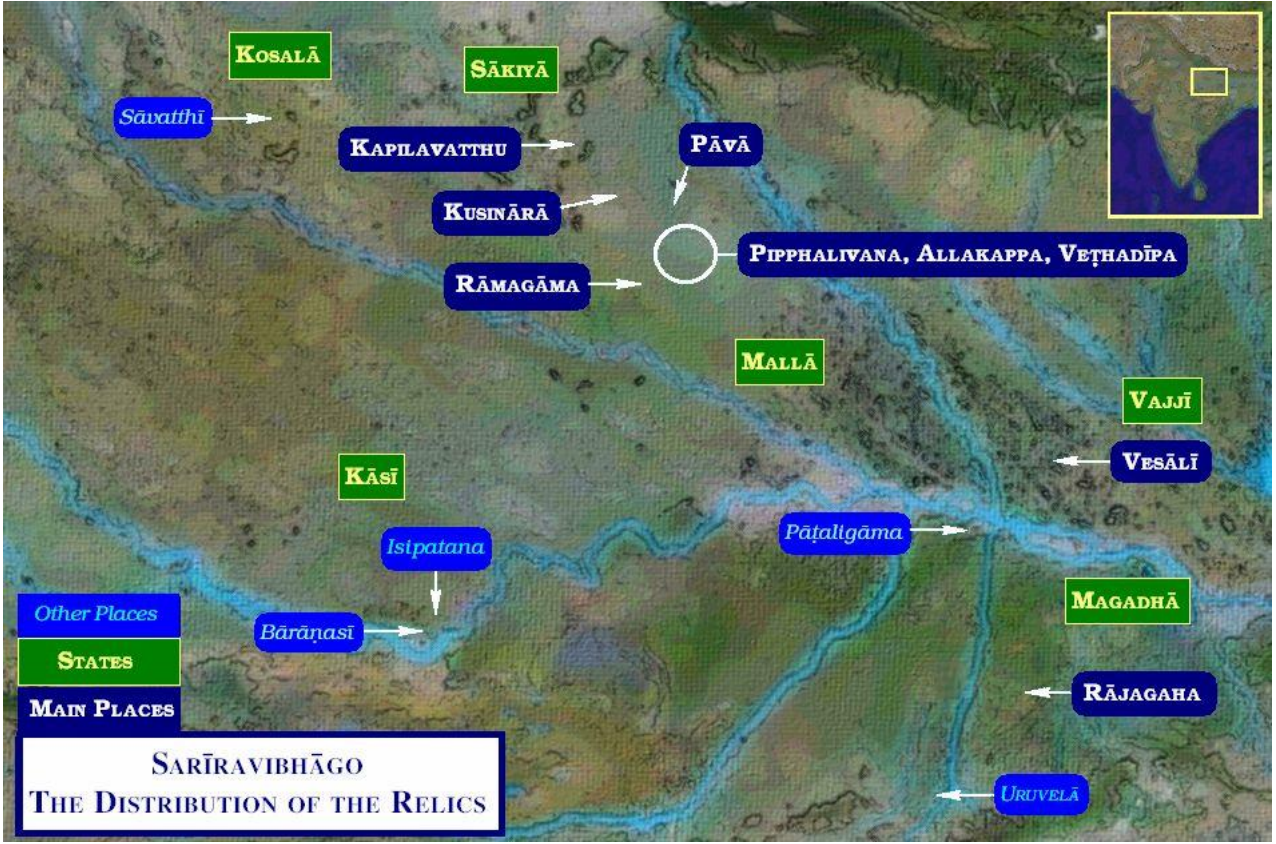 Kosalā
Sākiyā
Sāvatthī
Kapilavatthu
Pāvā
Kusinārā
Pipphalivana, Allakappa, Veṭhadīpa
Rāmagāma
Mallā
Vajjī
Vesālī
Kāsī
Isipatana
Pāṭaligāma
Magadhā
Bārāṇasī
Rājagaha
Uruvelā
Other Places
States
Main Places
Sarīravibhāgo
The Distribution of the Relics